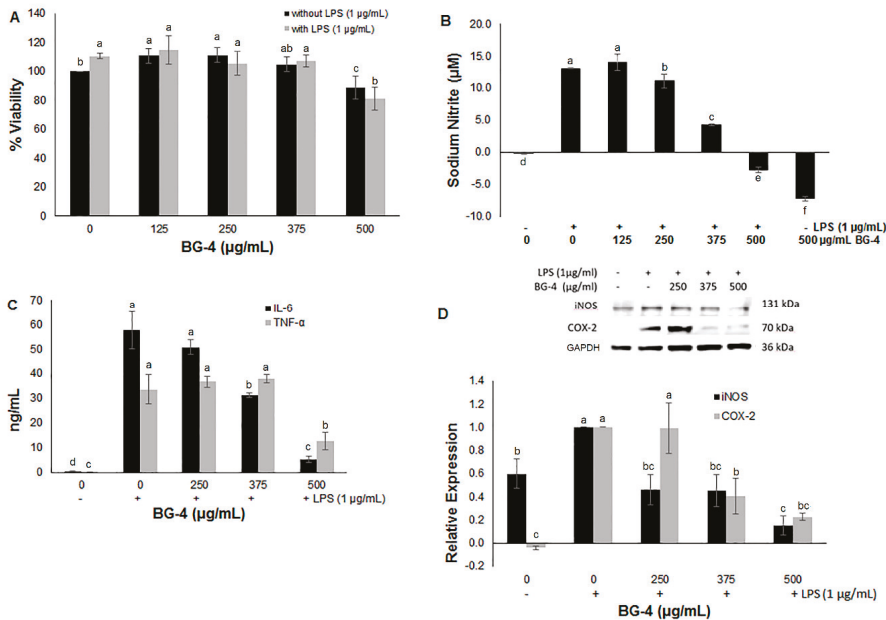 A
without LPS (1 µg/mL)
with LPS (1 µg/mL)
140
120
100
80
60
40
20
0
% Viability
b a a a a a ab a c b
0 125 250 375 500
BG-4 (µg/mL)
B
20.0
15.0
10.0
5.0
0.0
-5.0
-10.0
Sodium Nitrite (µM)
d a a b c e f
- + + + + + - LPS (1 µg/mL)
0 0 125 250 375 500 500 µg/mL BG-4
C
IL-6
TNF-α
70
60
50
40
30
20
10
0
ng/mL
d c a a a a b a c b
0 0 250 375 500
- + + + + LPS (1 µg/mL)
BG-4 (µg/mL)
D
LPS (1µg/ml) - + + + +
BG-4 (µg/ml) - - 250 375 500
iNOS 131 kDa
COX-2 70 kDa
GAPDH 36 kDa
iNOS
COX-2
1.4
1.2
1.0
0.8
0.6
0.4
0.2
0.0
-0.2
Relative Expression
b c a a bc a bc b c bc
0 0 250 375 500
- + + + + LPS (1 µg/mL)
BG-4 (µg/mL)